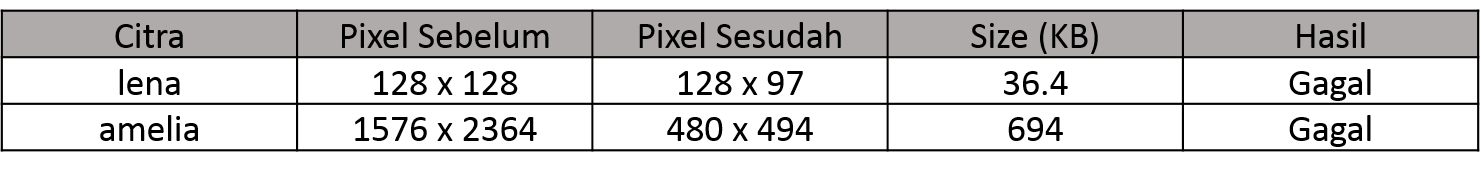 Citra Pixel Sebelum Pixel Sesudah Size (KB) Hasil
lena 128 x 128 128 x 97 36.4 Gagal
amelia 1576 x 2364 480 x 494 694 Gagal